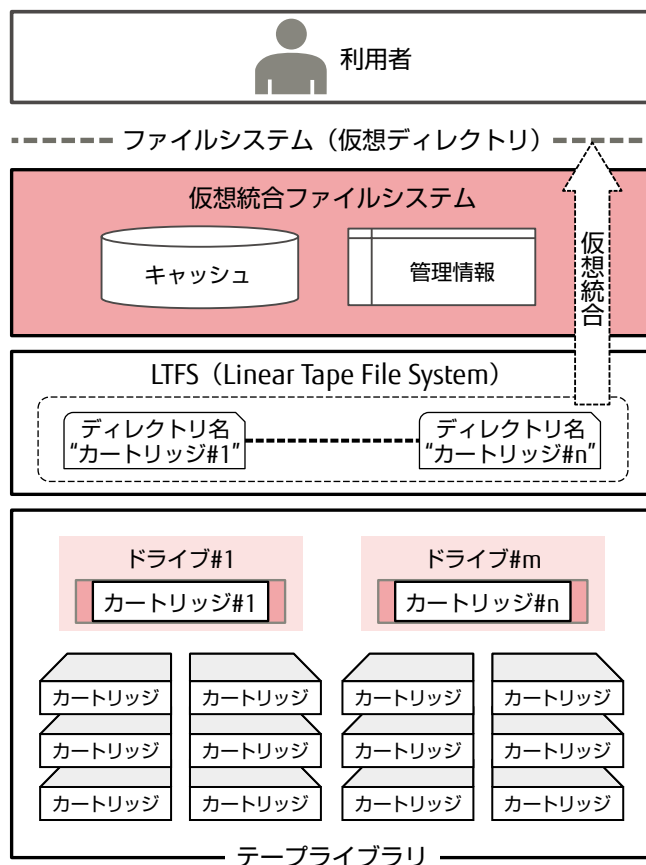 利用者
ファイルシステム（仮想ディレクトリ）
仮想統合ファイルシステム
キャッシュ
管理情報
仮想統合
LTFS（Linear Tape File System）
ディレクトリ名
“カートリッジ#1”
ディレクトリ名
“カートリッジ#n”
ドライブ#1
カートリッジ#1
ドライブ#m
カートリッジ#n
カートリッジ
カートリッジ
カートリッジ
カートリッジ
カートリッジ
カートリッジ
カートリッジ
カートリッジ
カートリッジ
カートリッジ
カートリッジ
カートリッジ
テープライブラリ